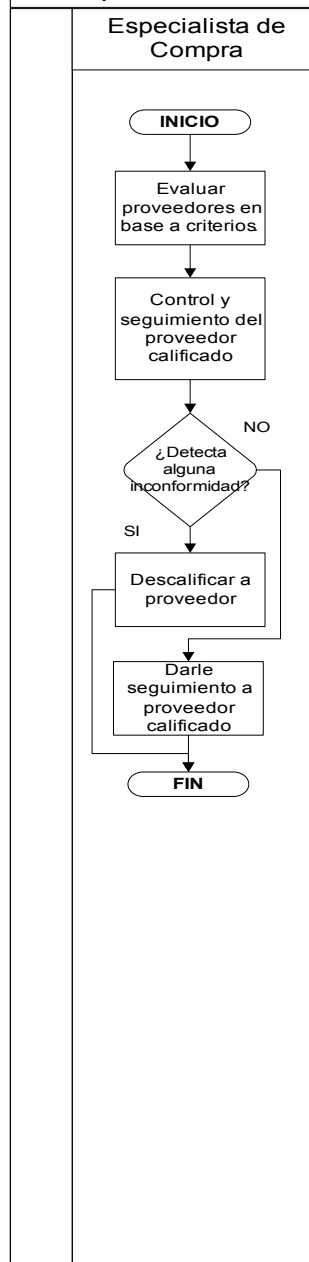 Especialista de
Compra
INICIO
Evaluar
proveedores en
base a criterios.
Control y
seguimiento del
proveedor
calificado
NO
¿Detecta
alguna
inconformidad?
SI
Descalificar a
proveedor
Darle
seguimiento a
proveedor
calificado
FIN